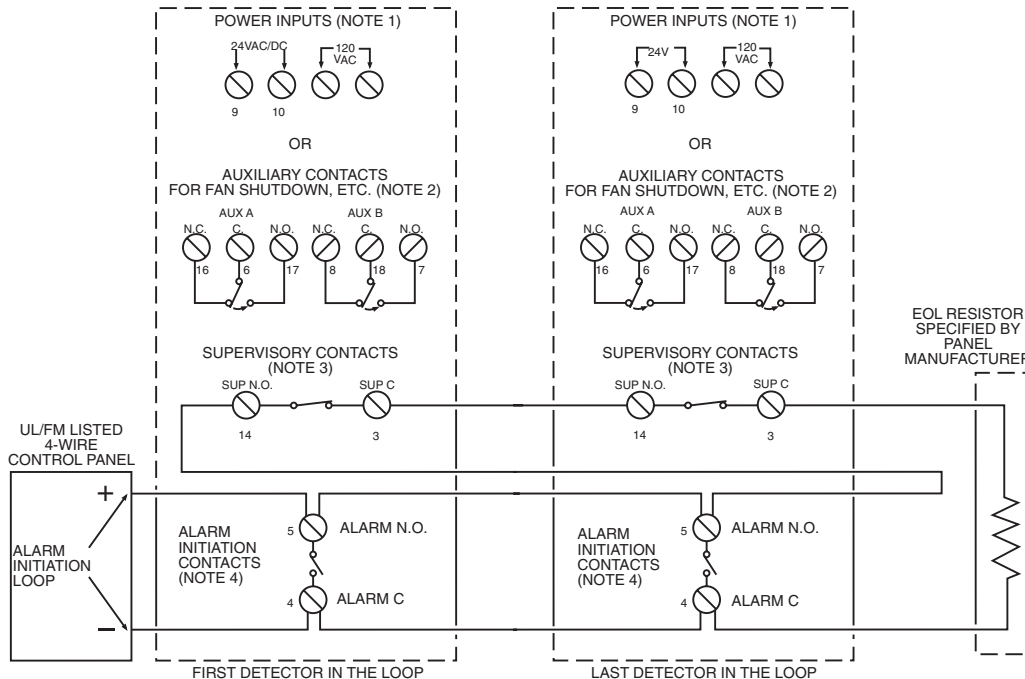 POWER INPUTS (NOTE 1)
24VAC/DC
120
VAC
9
10
OR
AUXILIARY CONTACTS
FOR FAN SHUTDOWN, ETC. (NOTE 2)
AUX A
AUX B
N.C.
C.
N.O.
N.C.
C.
N.O.
16
6
17
8
18
7
SUPERVISORY CONTACTS
(NOTE 3)
SUP N.O.
SUP C
14
3
POWER INPUTS (NOTE 1)
24V
120
VAC
9
10
OR
AUXILIARY CONTACTS
FOR FAN SHUTDOWN, ETC. (NOTE 2)
AUX A
AUX B
N.C.
C.
N.O.
N.C.
C.
N.O.
16
6
17
8
18
7
SUPERVISORY CONTACTS
(NOTE 3)
SUP N.O.
SUP C
14
3
EOL RESISTOR
SPECIFIED BY
PANEL
MANUFACTURER
UL/FM LISTED
4-WIRE
CONTROL PANEL
+
ALARM
INITIATION
LOOP
–
ALARM
INITIATION
CONTACTS
(NOTE 4)
5
ALARM N.O.
4
ALARM C
FIRST DETECTOR IN THE LOOP
ALARM
INITIATION
CONTACTS
(NOTE 4)
5
ALARM N.O.
4
ALARM C
LAST DETECTOR IN THE LOOP